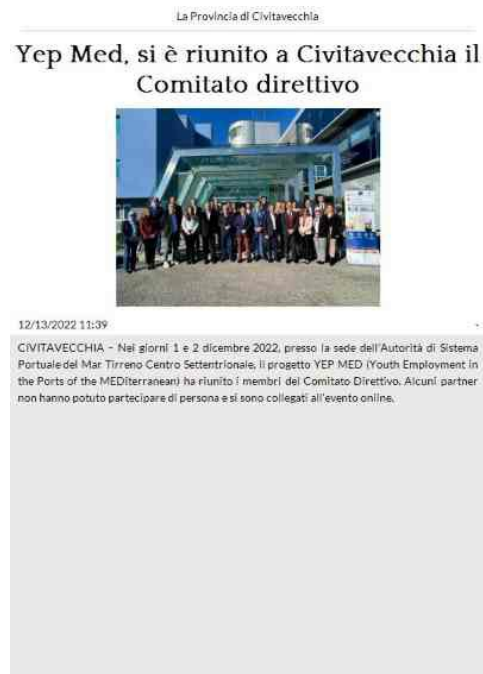 La Provincia di Civitavecchia
Yep Med, si è riunito a Civitavecchia il
Comitato direttivo
12/13/2022 11:39
-
CIVITAVECCHIA – Nei giorni 1 e 2 dicembre 2022, presso la sede dell'Autorità di Sistema
Portuale del Mar Tirreno Centro Settentrionale, il progetto YEP MED (Youth Employment in
the Ports of the MEDiterranean) ha riunito i membri del Comitato Direttivo. Alcuni partner
non hanno potuto partecipare di persona e si sono collegati all'evento online.